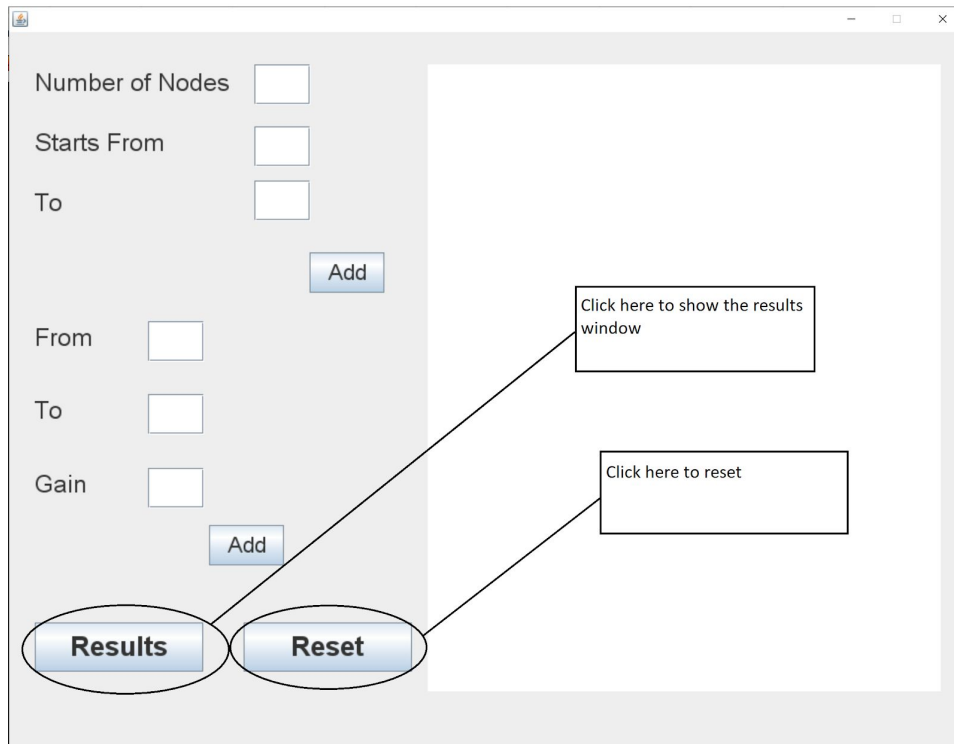 Number of Nodes
Starts From
To
Add
From
To
Gain
Add
Results
Reset
Click here to show the results
window
Click here to reset